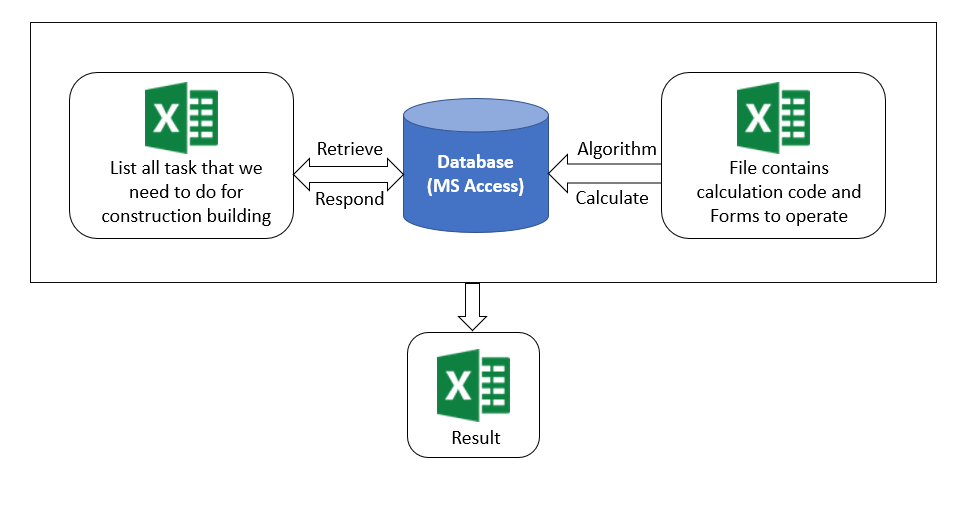 X
List all task that we
need to do for
construction building
Retrieve
Respond
Database
(MS Access)
Algorithm
Calculate
X
File contains
calculation code and
Forms to operate
X
Result